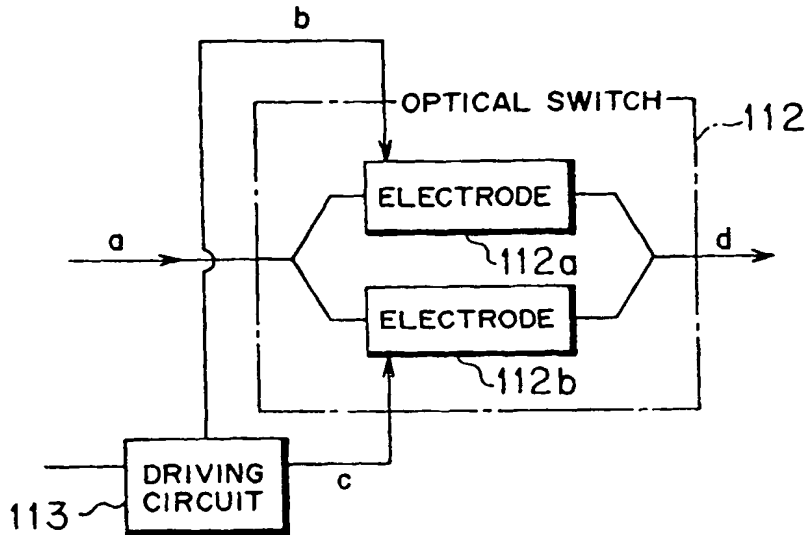 b
OPTICAL SWITCH
112
ELECTRODE
a
112a
d
ELECTRODE
112b
DRIVING
CIRCUIT
c
113